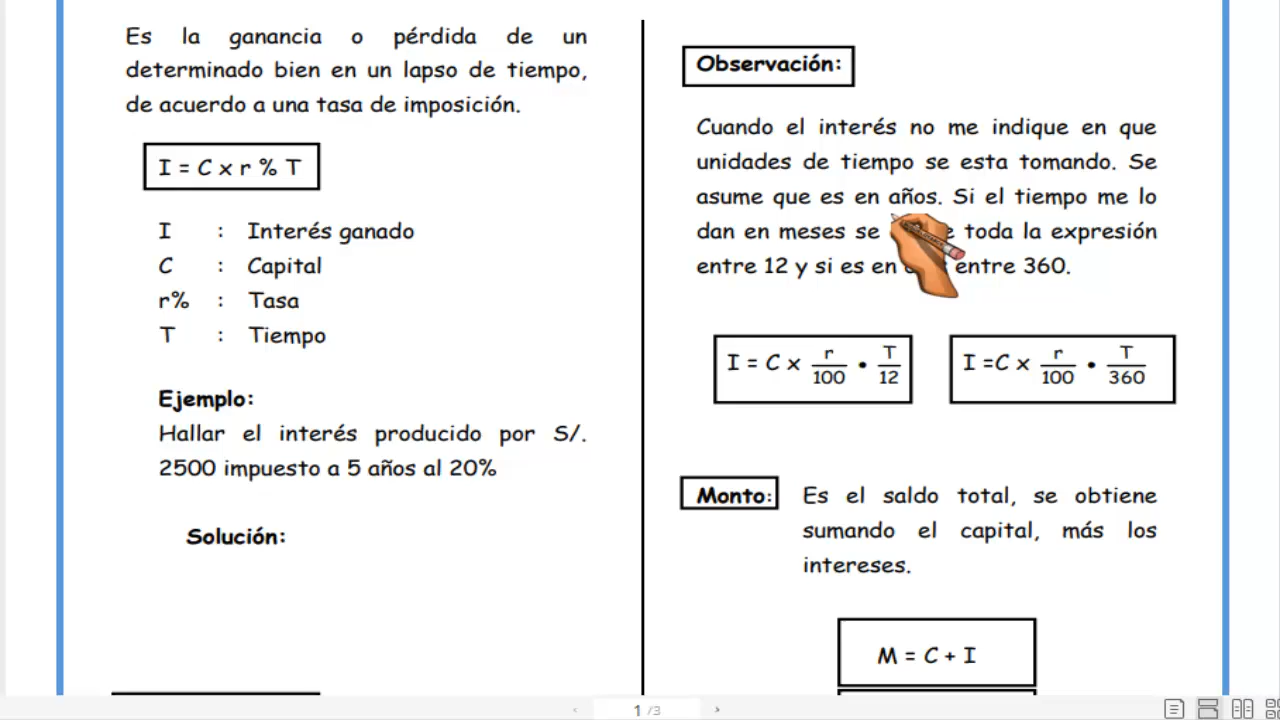 Es la ganancia o pérdida de un
determinado bien en un lapso de tiempo,
de acuerdo a una tasa de imposición.
I = C x r % T
I : Interés ganado
C : Capital
r% : Tasa
T : Tiempo
Ejemplo:
Hallar el interés producido por S/.
2500 impuesto a 5 años al 20%
Solución:
Observación:
Cuando el interés no me indique en que
unidades de tiempo se esta tomando. Se
asume que es en años. Si el tiempo me lo
dan en meses se toda la expresión
entre 12 y si es en entre 360.
I = C x r/100 • T/12
I =C x r/100 • T/360
Monto: Es el saldo total, se obtiene
sumando el capital, más los
intereses.
M = C + I
1 /3